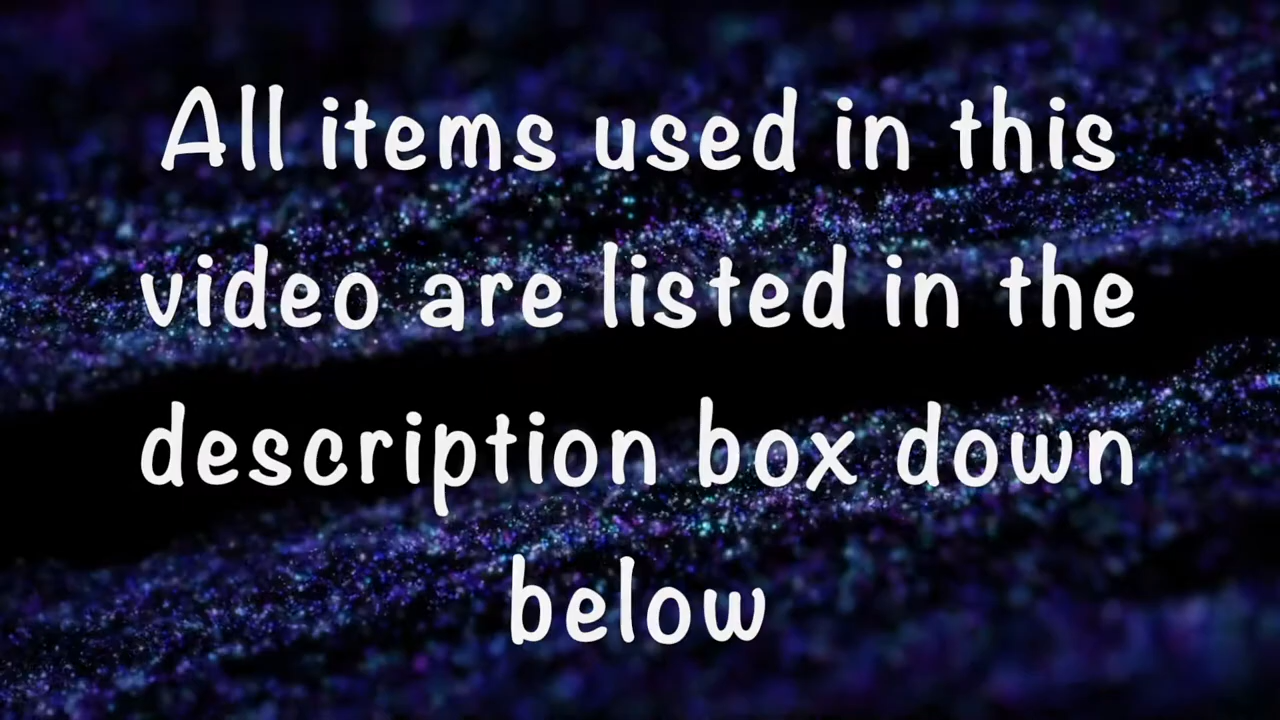 All items used in this
video are listed in the
description box down
below